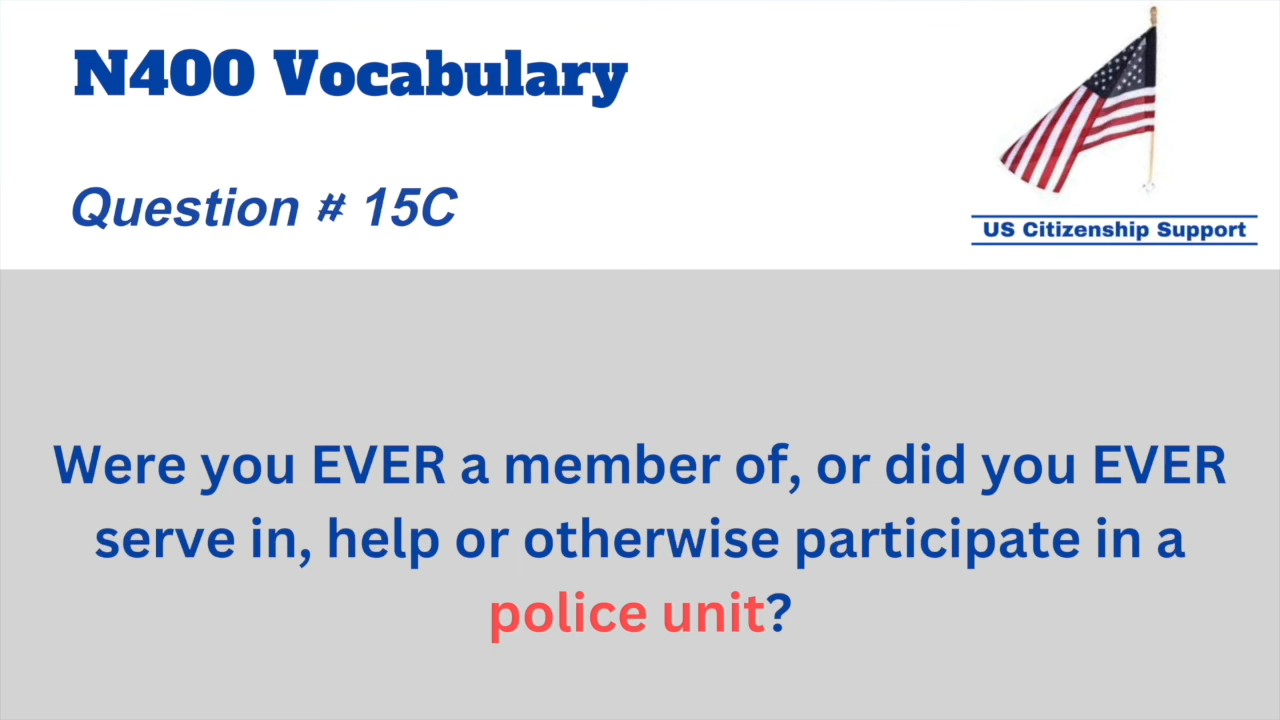 N400 Vocabulary
Question # 15C
US Citizenship Support
Were you EVER a member of, or did you EVER
serve in, help or otherwise participate in a
police unit?